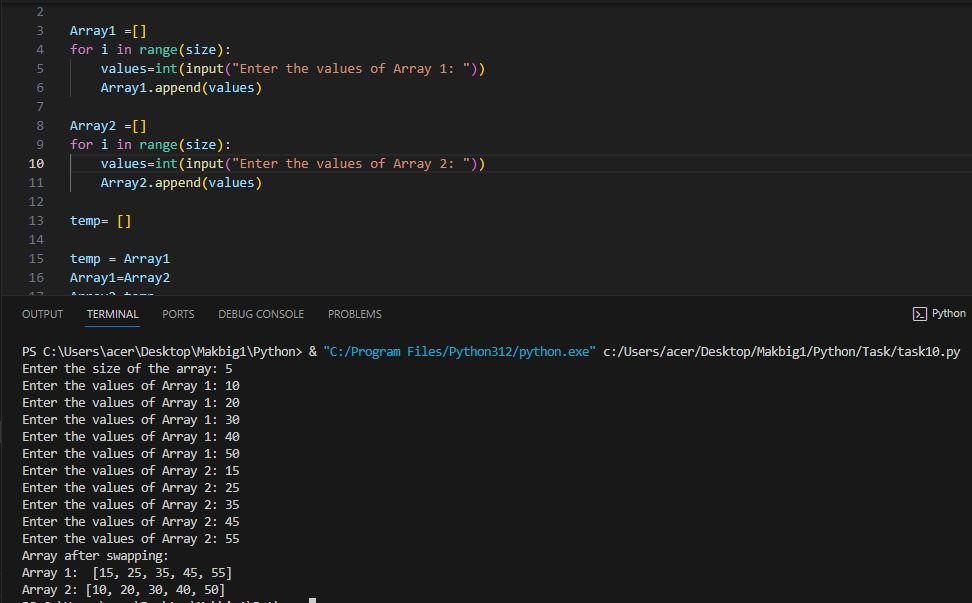 2
3 Array1 =[]
4 for i in range(size):
5 values=int(input("Enter the values of Array 1: "))
6 Array1.append(values)
7
8 Array2 =[]
9 for i in range(size):
10 values=int(input("Enter the values of Array 2: "))
11 Array2.append(values)
12
13 temp= []
14
15 temp = Array1
16 Array1=Array2
17
OUTPUT TERMINAL PORTS DEBUG CONSOLE PROBLEMS Python
PS C:\Users\acer\Desktop\Makbig1\Python> & "C:/Program Files/Python312/python.exe" c:/Users/acer/Desktop/Makbig1/Python/Task/task10.py
Enter the size of the array: 5
Enter the values of Array 1: 10
Enter the values of Array 1: 20
Enter the values of Array 1: 30
Enter the values of Array 1: 40
Enter the values of Array 1: 50
Enter the values of Array 2: 15
Enter the values of Array 2: 25
Enter the values of Array 2: 35
Enter the values of Array 2: 45
Enter the values of Array 2: 55
Array after swapping:
Array 1:  [15, 25, 35, 45, 55]
Array 2: [10, 20, 30, 40, 50]